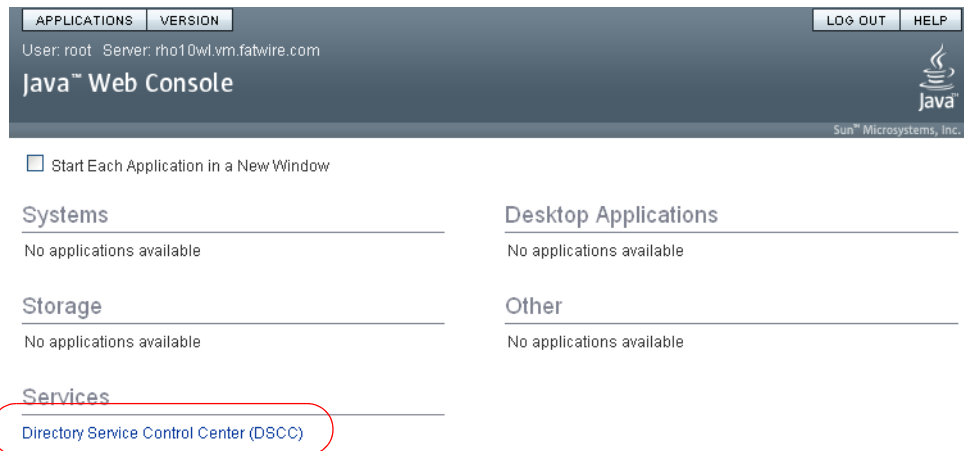 APPLICATIONS VERSION LOG OUT HELP
User: root Server: rho10wl.vm.fatwire.com
Java™ Web Console
Java™
Sun™ Microsystems, Inc.
Start Each Application in a New Window
Systems
No applications available
Desktop Applications
No applications available
Storage
No applications available
Other
No applications available
Services
Directory Service Control Center (DSCC)